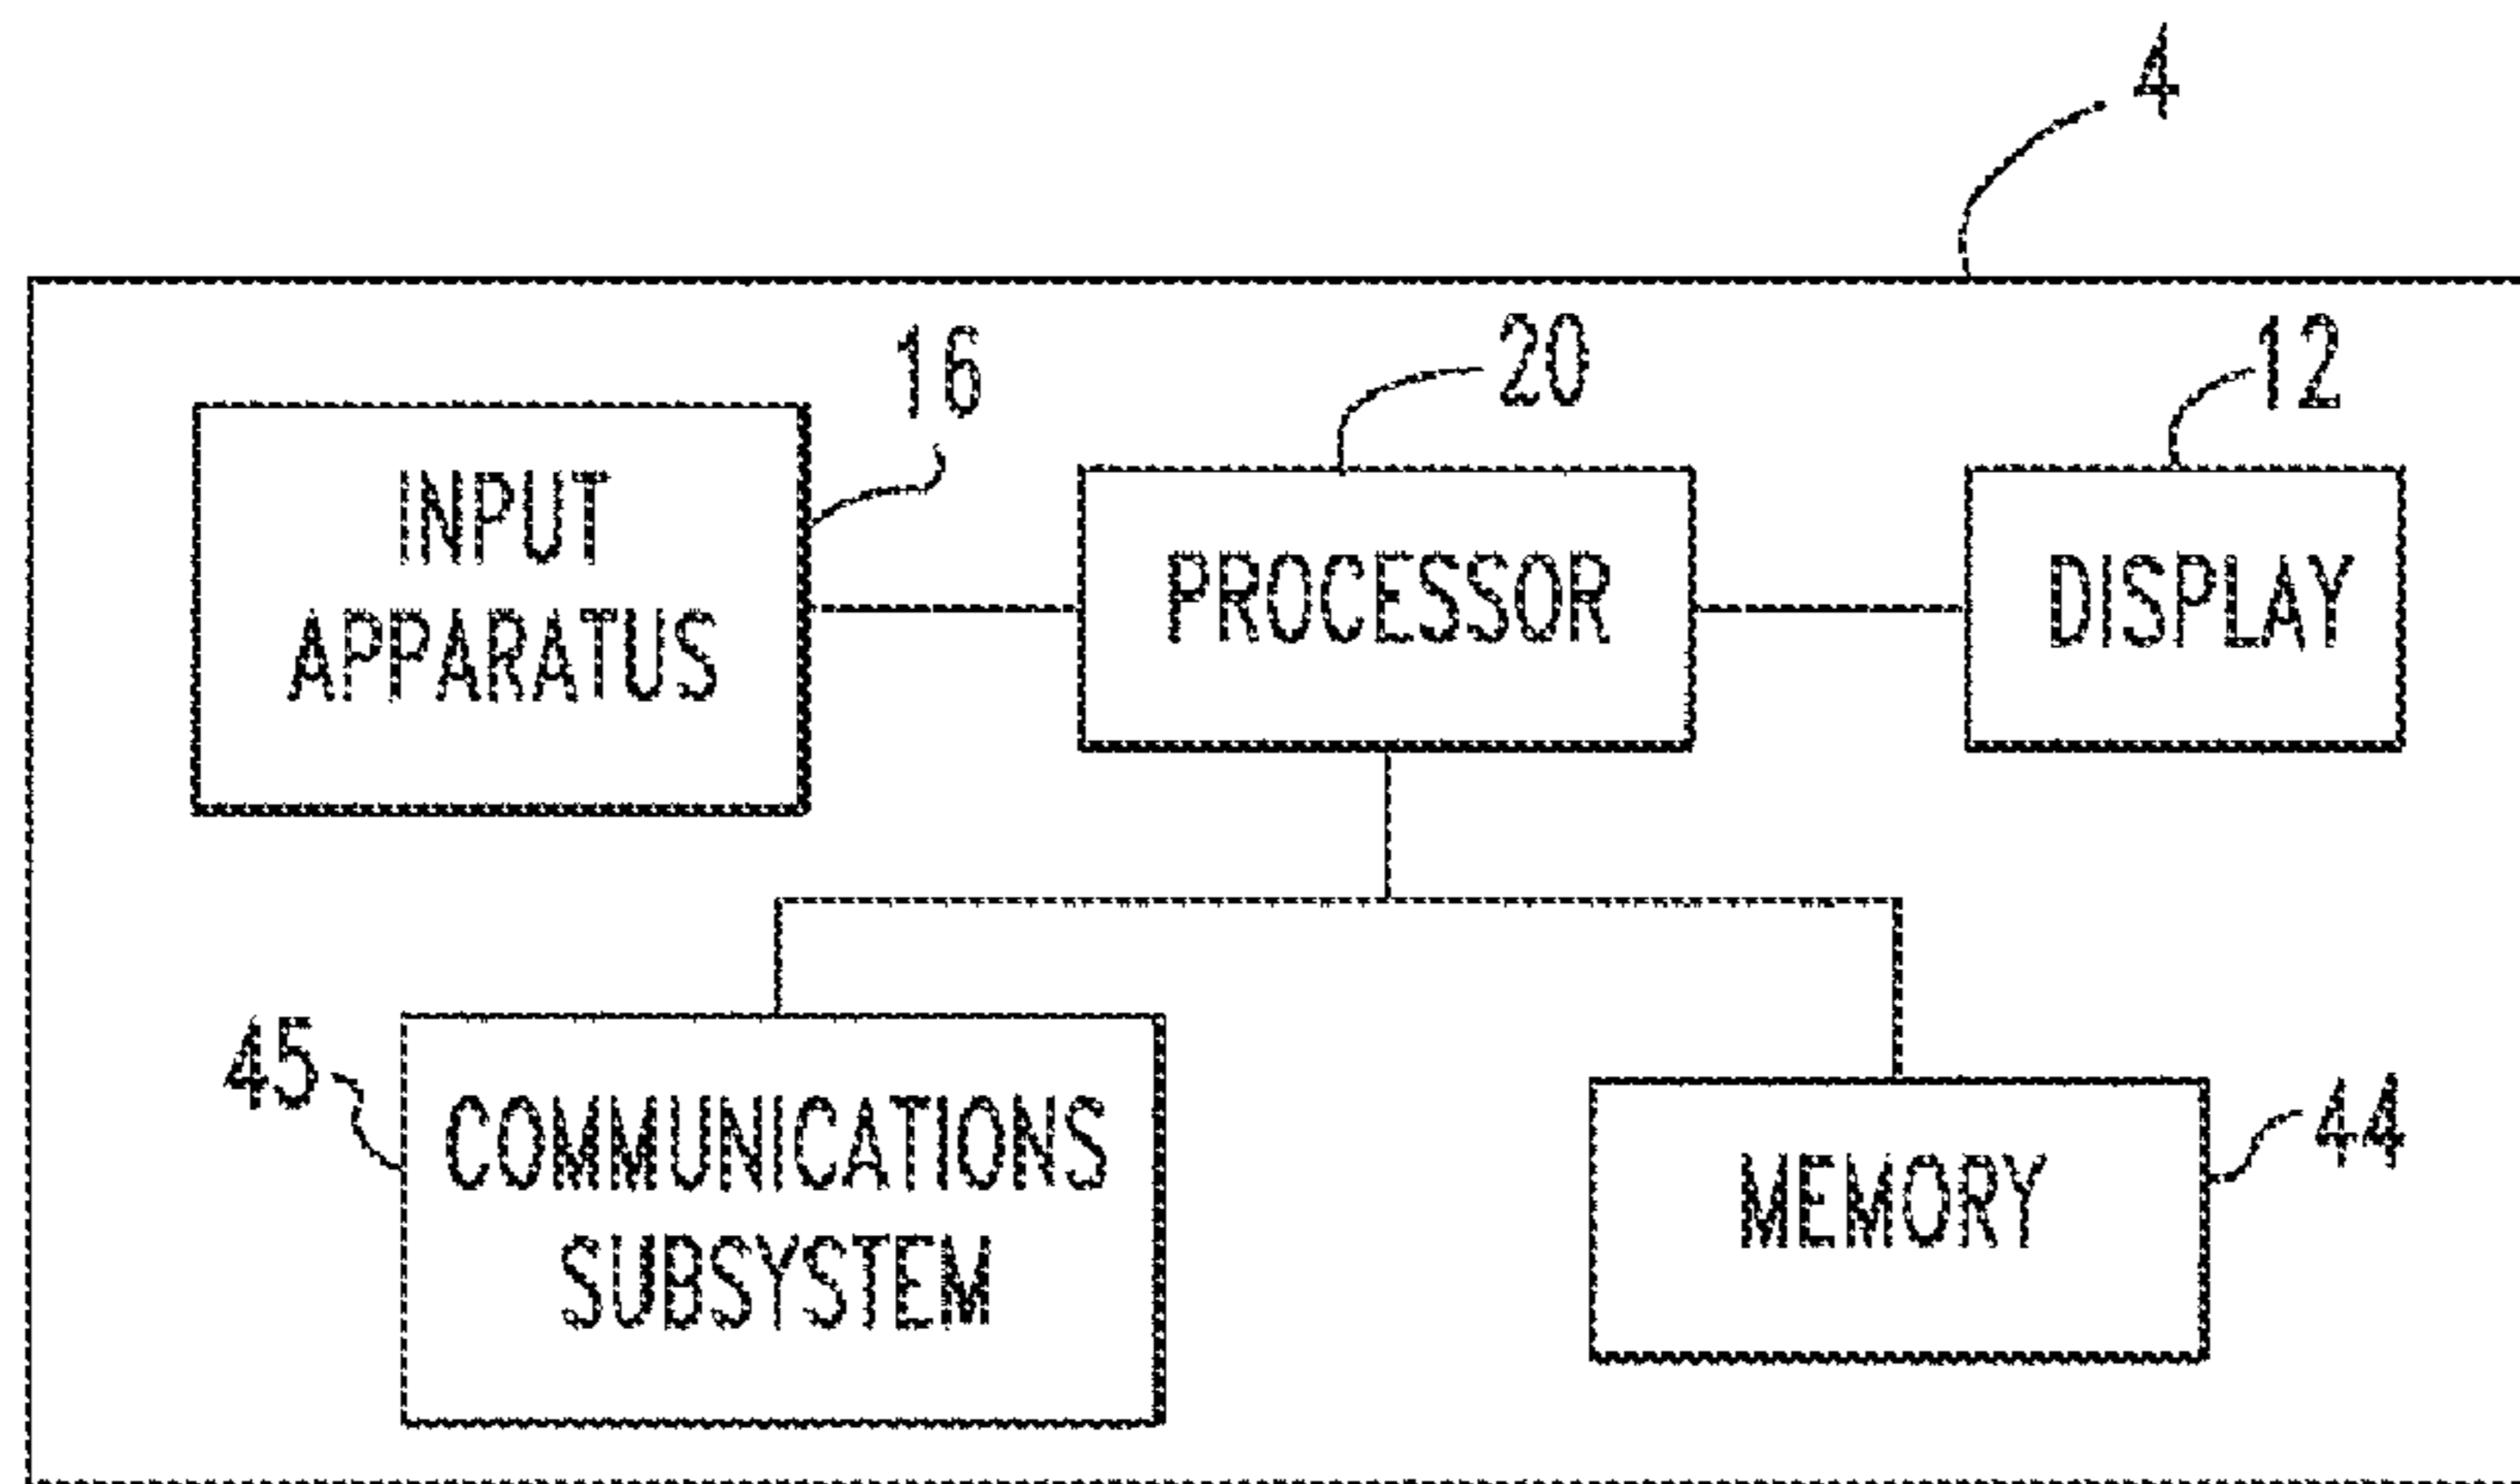 4
16
20
12
INPUT
APPARATUS
PROCESSOR
DISPLAY
45
COMMUNICATIONS
SUBSYSTEM
MEMORY
44